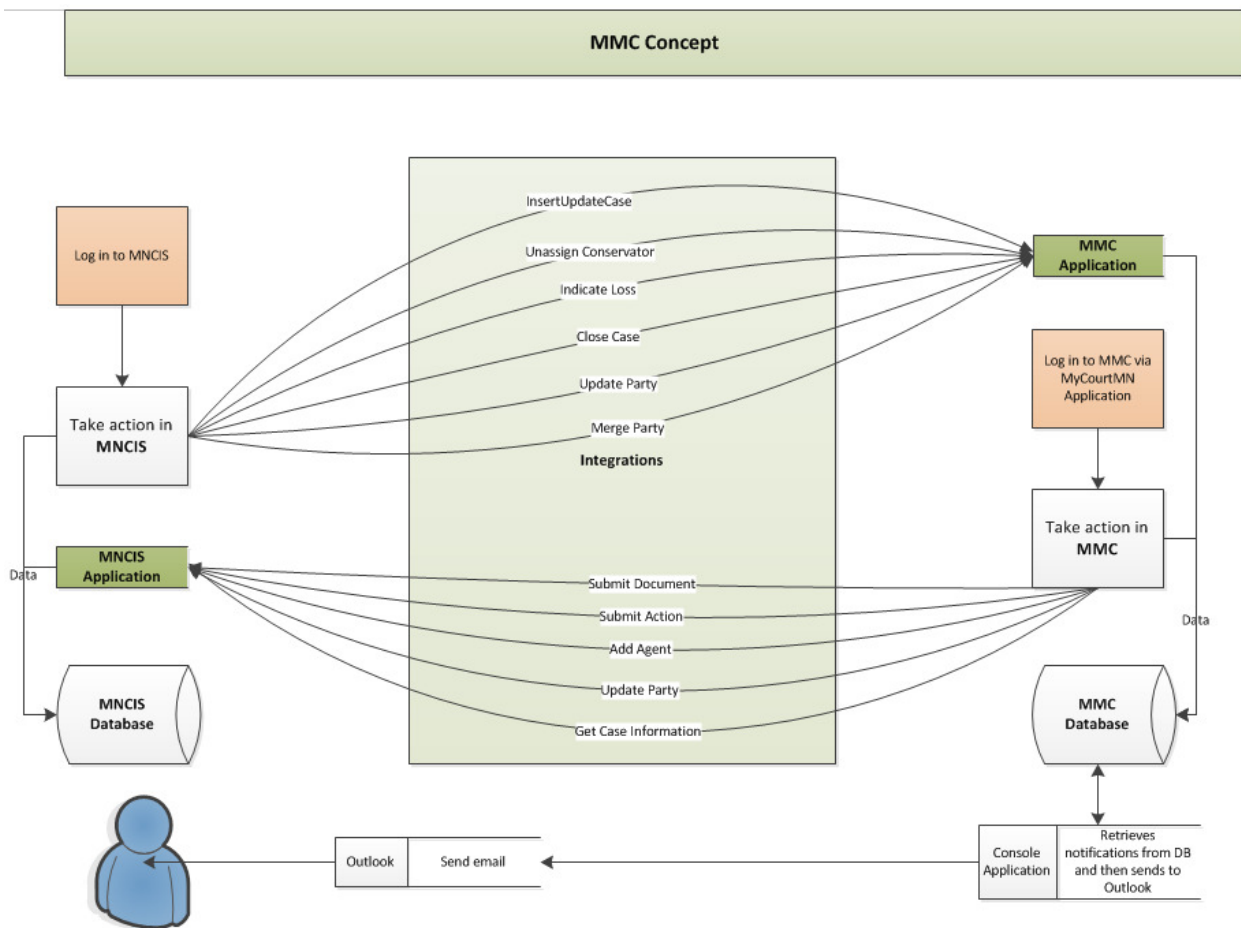 MMC Concept
InsertUpdateCase
Unassign Conservator
Indicate Loss
Close Case
Update Party
Merge Party
Integrations
Log in to MNCIS
Take action in
MNCIS
MNCIS
Application
Data
MNCIS
Database
MMC
Application
Log in to MMC via
MyCourtMN
Application
Take action in
MMC
Data
Submit Document
Submit Action
Add Agent
Update Party
Get Case Information
MMC
Database
Outlook
Send email
Console
Application
Retrieves
notifications from DB
and then sends to
Outlook